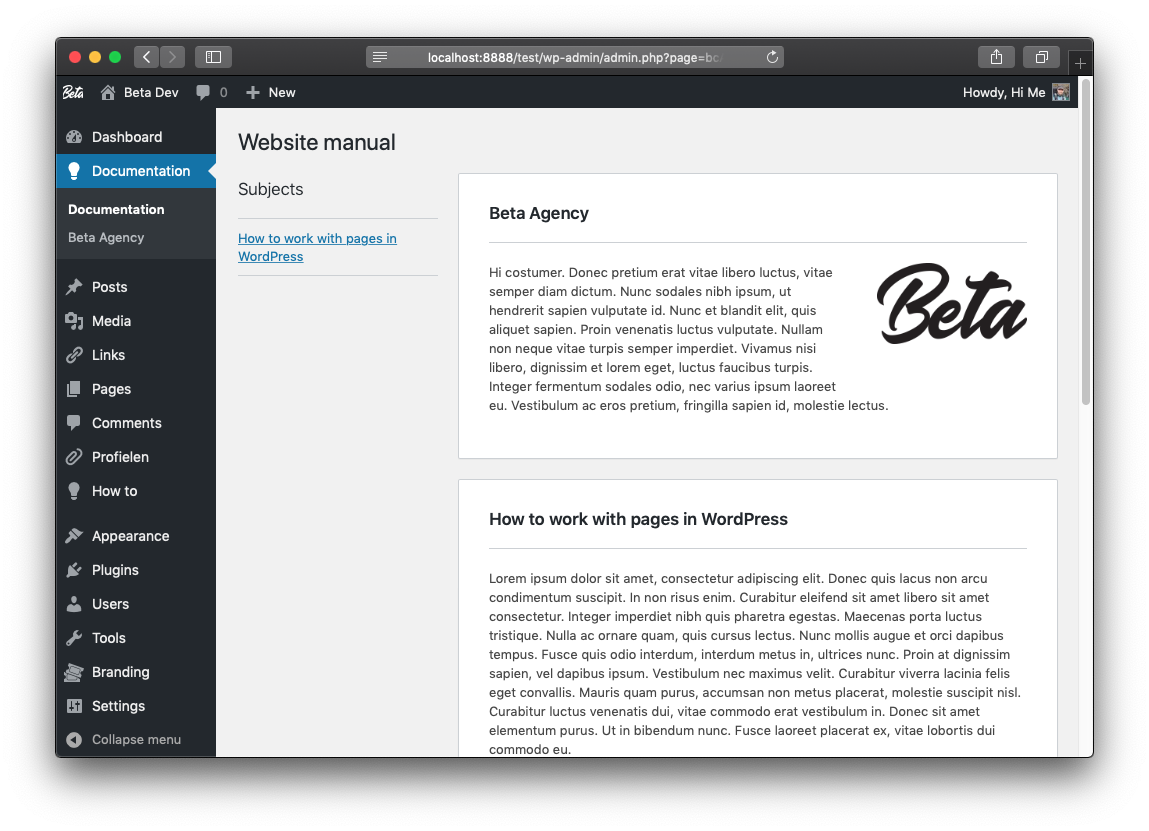 localhost:8888/test/wp-admin/admin.php?page=bc
Beta
Beta Dev
0
New
Howdy, Hi Me
Dashboard
Documentation
Documentation
Beta Agency
Posts
Media
Links
Pages
Comments
Profielen
How to
Appearance
Plugins
Users
Tools
Branding
Settings
Collapse menu
Website manual
Subjects
How to work with pages in
WordPress
Beta Agency
Hi costumer. Donec pretium erat vitae libero luctus, vitae
semper diam dictum. Nunc sodales nibh ipsum, ut
hendrerit sapien vulputate id. Nunc et blandit elit, quis
aliquet sapien. Proin venenatis luctus vulputate. Nullam
non neque vitae turpis semper imperdiet. Vivamus nisi
libero, dignissim et lorem eget, luctus faucibus turpis.
Integer fermentum sodales odio, nec varius ipsum laoreet
eu. Vestibulum ac eros pretium, fringilla sapien id, molestie lectus.
Beta
How to work with pages in WordPress
Lorem ipsum dolor sit amet, consectetur adipiscing elit. Donec quis lacus non arcu
condimentum suscipit. In non risus enim. Curabitur eleifend sit amet libero sit amet
consectetur. Integer imperdiet nibh quis pharetra egestas. Maecenas porta luctus
tristique. Nulla ac ornare quam, quis cursus lectus. Nunc mollis augue et orci dapibus
tempus. Fusce quis odio interdum, interdum metus in, ultrices nunc. Proin at dignissim
sapien, vel dapibus ipsum. Vestibulum nec maximus velit. Curabitur viverra lacinia felis
eget convallis. Mauris quam purus, accumsan non metus placerat, molestie suscipit nisl.
Curabitur luctus venenatis dui, vitae commodo erat vestibulum in. Donec sit amet
elementum purus. Ut in bibendum nunc. Fusce laoreet placerat ex, vitae lobortis dui
commodo eu.